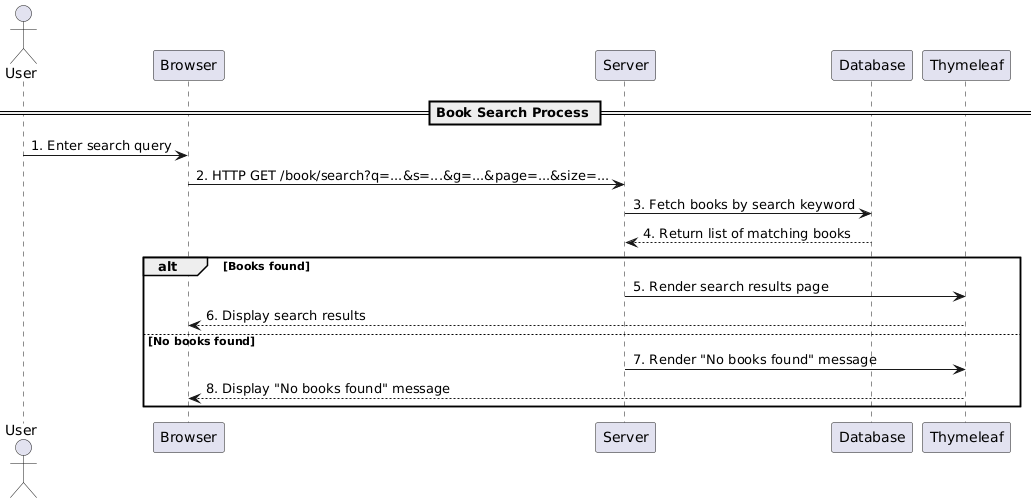 User
Browser
Server
Database
Thymeleaf
Book Search Process
1. Enter search query
2. HTTP GET /book/search?q=...&s=...&g=...&page=...&size=...
3. Fetch books by search keyword
4. Return list of matching books
alt [Books found]
5. Render search results page
6. Display search results
[No books found]
7. Render "No books found" message
8. Display "No books found" message
User
Browser
Server
Database
Thymeleaf